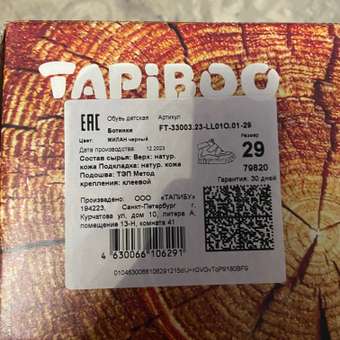 TAPiBOO
EAC
Обувь детская Артикул
Ботинки FT-33003.23-LL01O.01-29
Цвет: МИЛАН черный
Размер
Дата производства: 12.2023
29
79820
Состав сырья: Верх: натур.
кожа Подкладка: натур. кожа
Подошва: ТЭП Метод
крепления: клеевой
Гарантия: 30 дней
Произведено: ООО «ТАПИБУ»
194223, Санкт-Петербург г,
Курчатова ул, дом 10, литера А,
помещение 13-Н, комната 41
4 630066 106291